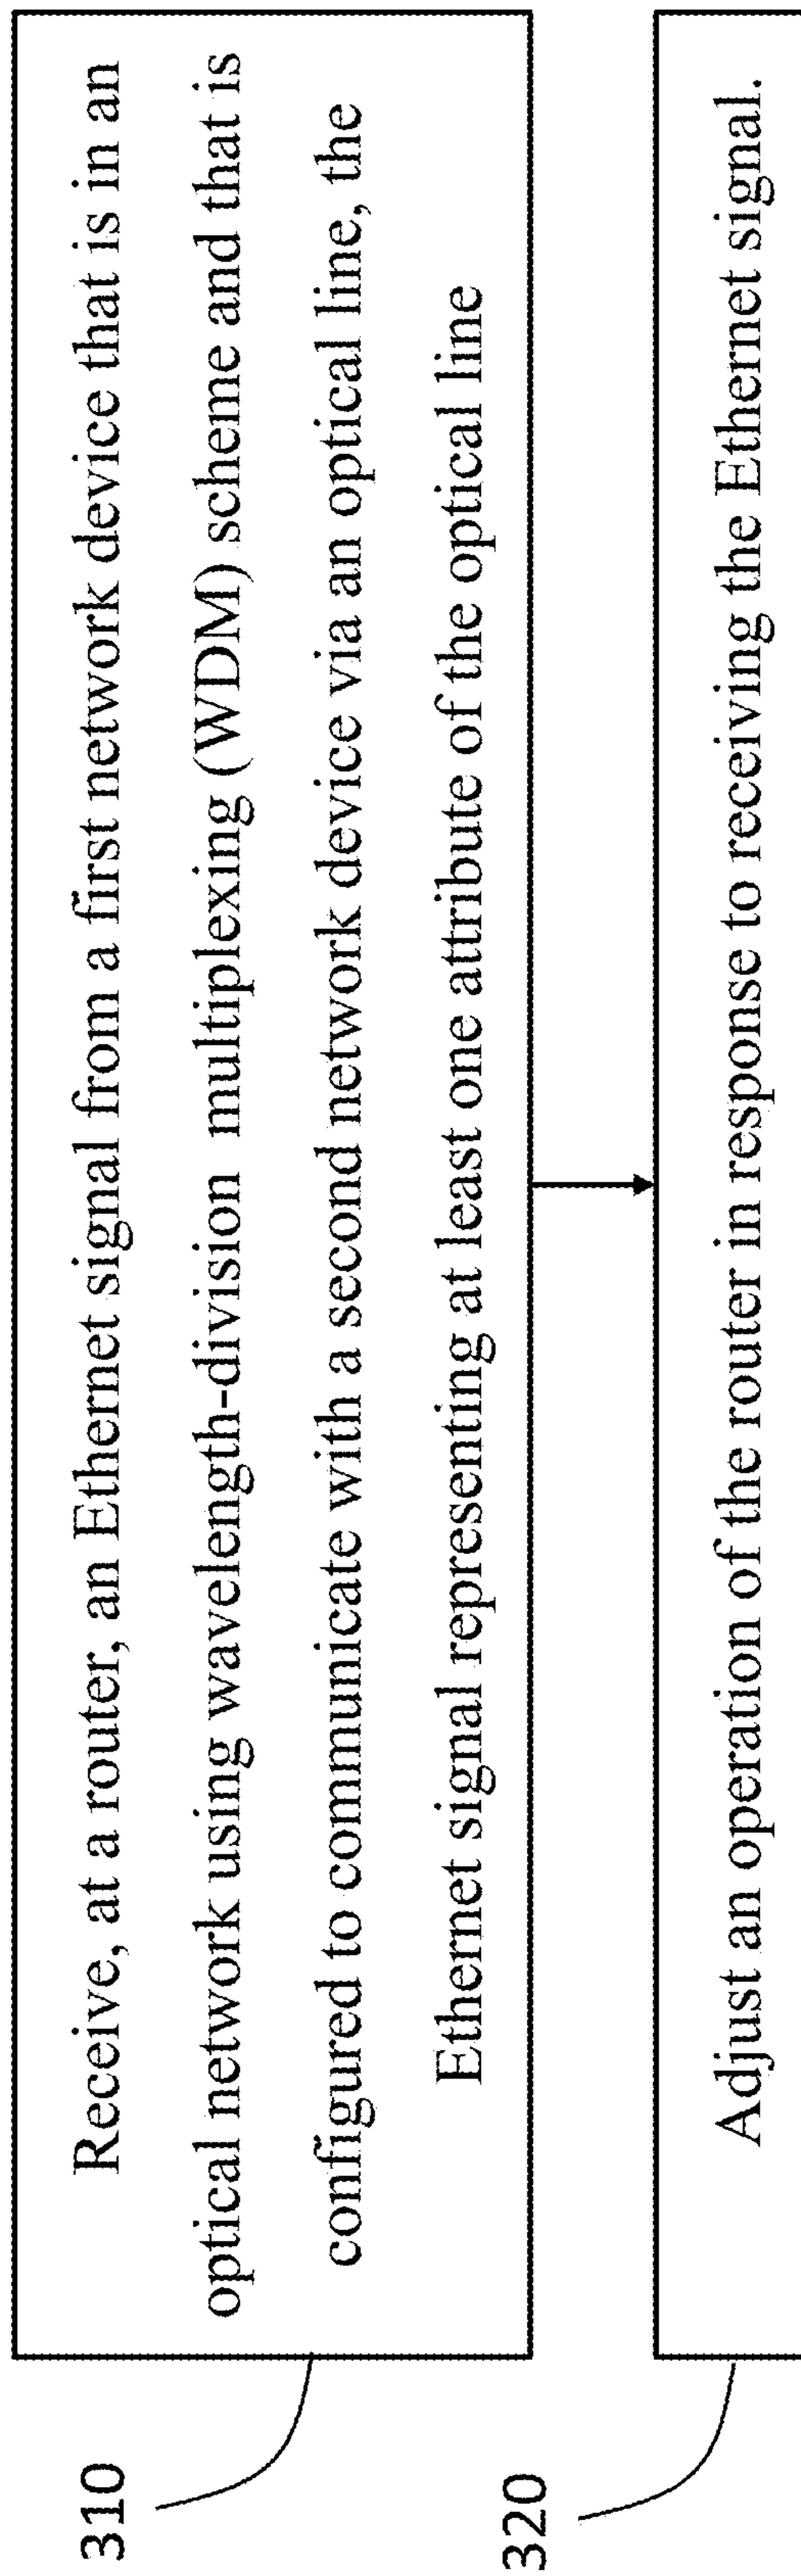 310
Receive, at a router, an Ethernet signal from a first network device that is in an
optical network using wavelength-division multiplexing (WDM) scheme and that is
configured to communicate with a second network device via an optical line, the
Ethernet signal representing at least one attribute of the optical line
320
Adjust an operation of the router in response to receiving the Ethernet signal.